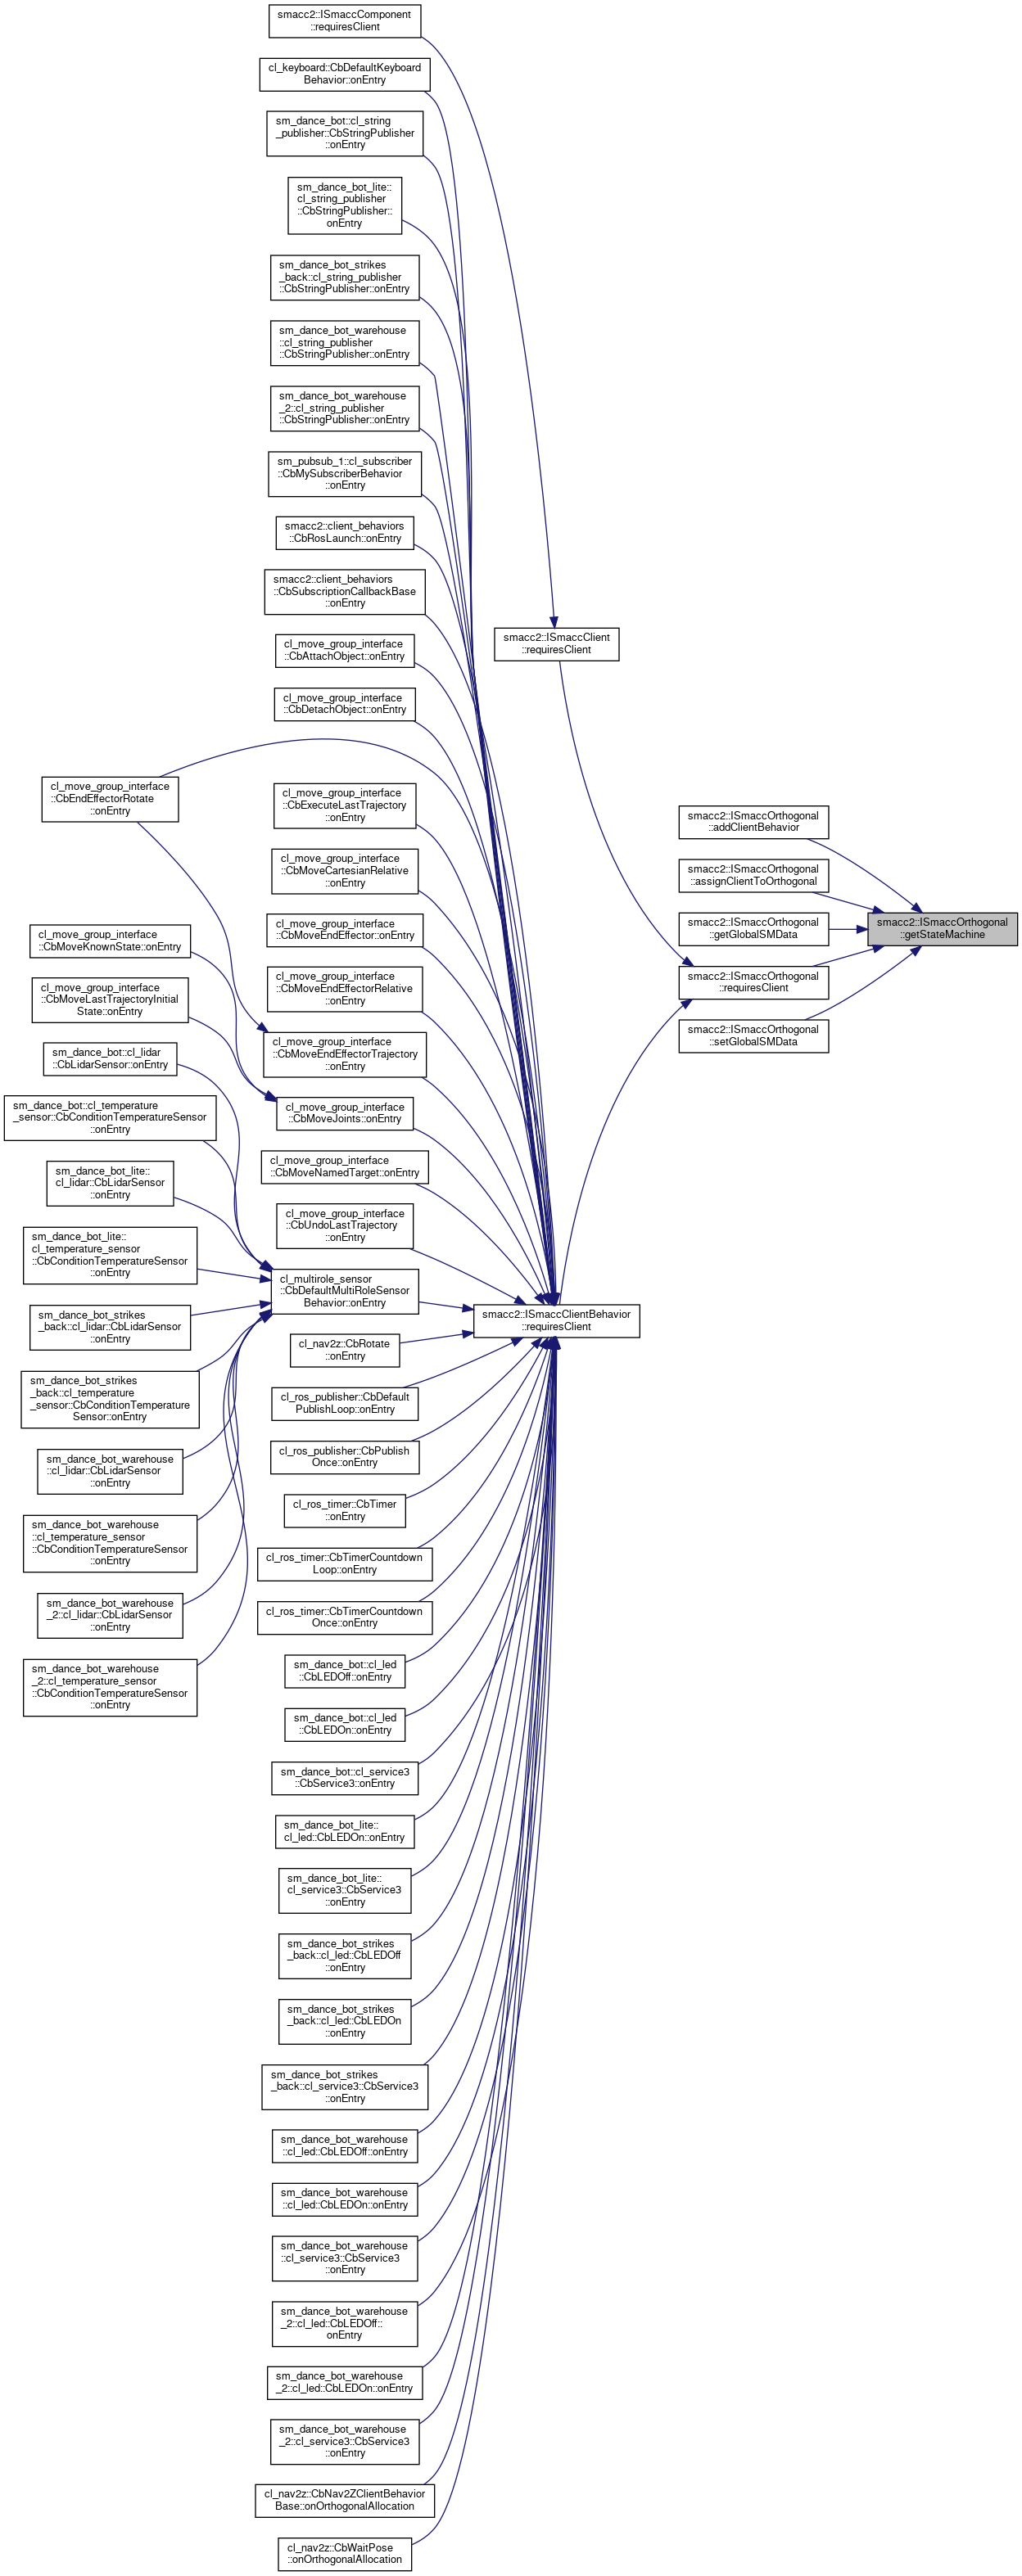 smacc2::ISmaccComponent
::requiresClient
cl_keyboard::CbDefaultKeyboard
Behavior::onEntry
sm_dance_bot::cl_string
_publisher::CbStringPublisher
::onEntry
sm_dance_bot_lite::
cl_string_publisher
::CbStringPublisher::
onEntry
sm_dance_bot_strikes
_back::cl_string_publisher
::CbStringPublisher::onEntry
sm_dance_bot_warehouse
::cl_string_publisher
::CbStringPublisher::onEntry
sm_dance_bot_warehouse
_2::cl_string_publisher
::CbStringPublisher::onEntry
sm_pubsub_1::cl_subscriber
::CbMySubscriberBehavior
::onEntry
smacc2::client_behaviors
::CbRosLaunch::onEntry
smacc2::client_behaviors
::CbSubscriptionCallbackBase
::onEntry
cl_move_group_interface
::CbAttachObject::onEntry
cl_move_group_interface
::CbDetachObject::onEntry
cl_move_group_interface
::CbExecuteLastTrajectory
::onEntry
cl_move_group_interface
::CbMoveCartesianRelative
::onEntry
cl_move_group_interface
::CbMoveEndEffector::onEntry
cl_move_group_interface
::CbMoveEndEffectorRelative
::onEntry
cl_move_group_interface
::CbMoveEndEffectorTrajectory
::onEntry
cl_move_group_interface
::CbMoveJoints::onEntry
cl_move_group_interface
::CbMoveNamedTarget::onEntry
cl_move_group_interface
::CbUndoLastTrajectory
::onEntry
cl_multirole_sensor
::CbDefaultMultiRoleSensor
Behavior::onEntry
cl_nav2z::CbRotate
::onEntry
cl_ros_publisher::CbDefault
PublishLoop::onEntry
cl_ros_publisher::CbPublish
Once::onEntry
cl_ros_timer::CbTimer
::onEntry
cl_ros_timer::CbTimerCountdown
Loop::onEntry
cl_ros_timer::CbTimerCountdown
Once::onEntry
sm_dance_bot::cl_led
::CbLEDOff::onEntry
sm_dance_bot::cl_led
::CbLEDOn::onEntry
sm_dance_bot::cl_service3
::CbService3::onEntry
sm_dance_bot_lite::
cl_led::CbLEDOn::onEntry
sm_dance_bot_lite::
cl_service3::CbService3
::onEntry
sm_dance_bot_strikes
_back::cl_led::CbLEDOff
::onEntry
sm_dance_bot_strikes
_back::cl_led::CbLEDOn
::onEntry
sm_dance_bot_strikes
_back::cl_service3::CbService3
::onEntry
sm_dance_bot_warehouse
::cl_led::CbLEDOff::onEntry
sm_dance_bot_warehouse
::cl_led::CbLEDOn::onEntry
sm_dance_bot_warehouse
::cl_service3::CbService3
::onEntry
sm_dance_bot_warehouse
_2::cl_led::CbLEDOff::
onEntry
sm_dance_bot_warehouse
_2::cl_led::CbLEDOn::onEntry
sm_dance_bot_warehouse
_2::cl_service3::CbService3
::onEntry
cl_nav2z::CbNav2ZClientBehavior
Base::onOrthogonalAllocation
cl_nav2z::CbWaitPose
::onOrthogonalAllocation
cl_move_group_interface
::CbEndEffectorRotate
::onEntry
cl_move_group_interface
::CbMoveKnownState::onEntry
cl_move_group_interface
::CbMoveLastTrajectoryInitial
State::onEntry
sm_dance_bot::cl_lidar
::CbLidarSensor::onEntry
sm_dance_bot::cl_temperature
_sensor::CbConditionTemperatureSensor
::onEntry
sm_dance_bot_lite::
cl_lidar::CbLidarSensor
::onEntry
sm_dance_bot_lite::
cl_temperature_sensor
::CbConditionTemperatureSensor
::onEntry
sm_dance_bot_strikes
_back::cl_lidar::CbLidarSensor
::onEntry
sm_dance_bot_strikes
_back::cl_temperature
_sensor::CbConditionTemperature
Sensor::onEntry
sm_dance_bot_warehouse
::cl_lidar::CbLidarSensor
::onEntry
sm_dance_bot_warehouse
::cl_temperature_sensor
::CbConditionTemperatureSensor
::onEntry
sm_dance_bot_warehouse
_2::cl_lidar::CbLidarSensor
::onEntry
sm_dance_bot_warehouse
_2::cl_temperature_sensor
::CbConditionTemperatureSensor
::onEntry
smacc2::ISmaccClient
::requiresClient
smacc2::ISmaccClientBehavior
::requiresClient
smacc2::ISmaccOrthogonal
::addClientBehavior
smacc2::ISmaccOrthogonal
::assignClientToOrthogonal
smacc2::ISmaccOrthogonal
::getGlobalSMData
smacc2::ISmaccOrthogonal
::requiresClient
smacc2::ISmaccOrthogonal
::setGlobalSMData
smacc2::ISmaccOrthogonal
::getStateMachine